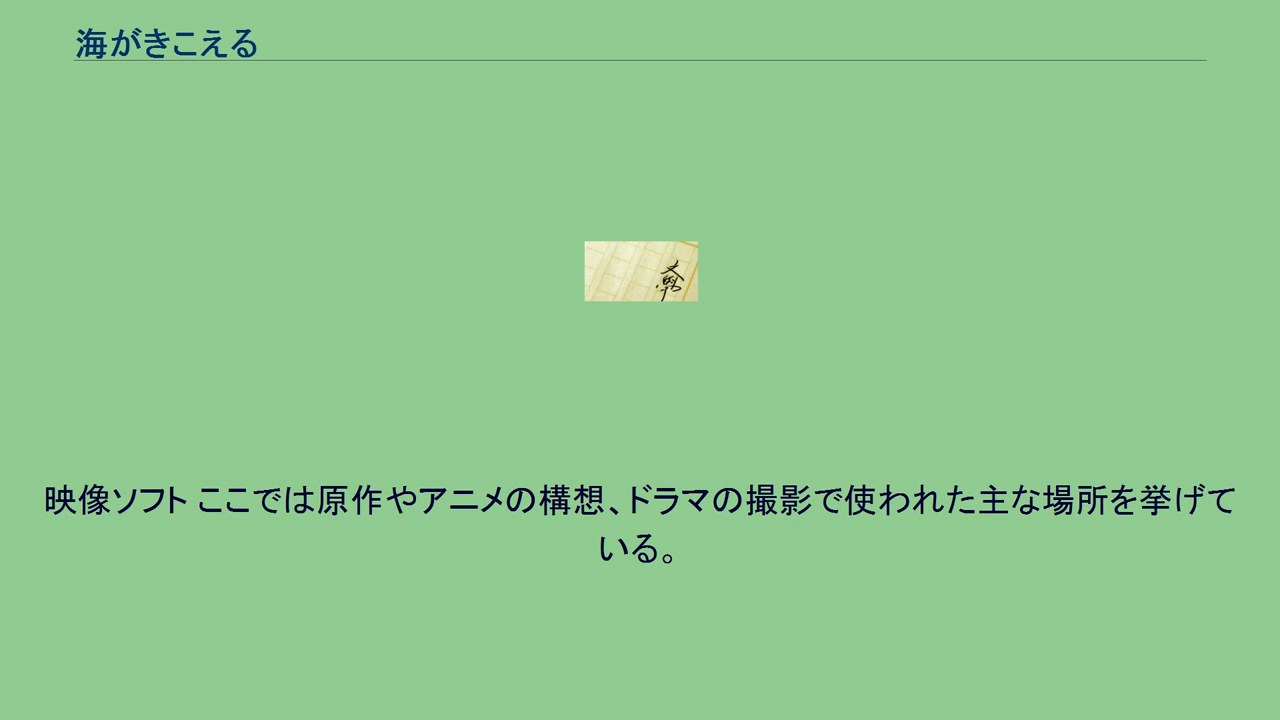 海がきこえる
映像ソフト ここでは原作やアニメの構想、ドラマの撮影で使われた主な場所を挙げて
いる。